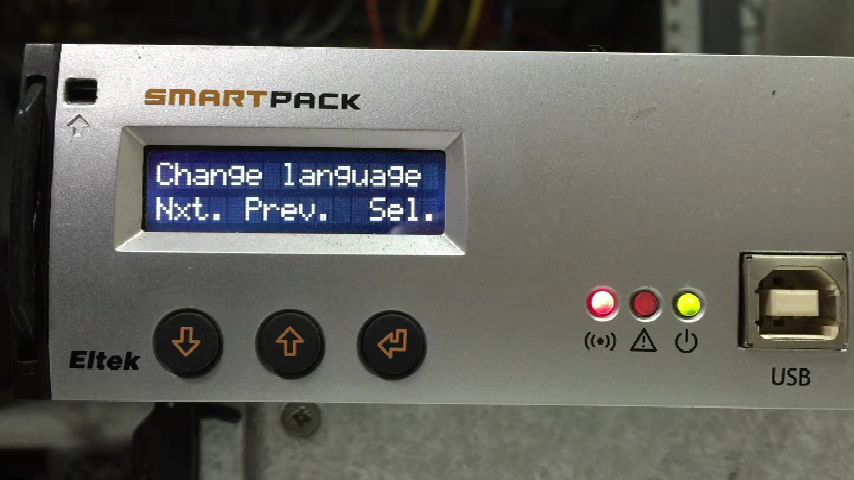 SMARTPACK
Change language
Nxt. Prev. Sel.
Eltek
USB